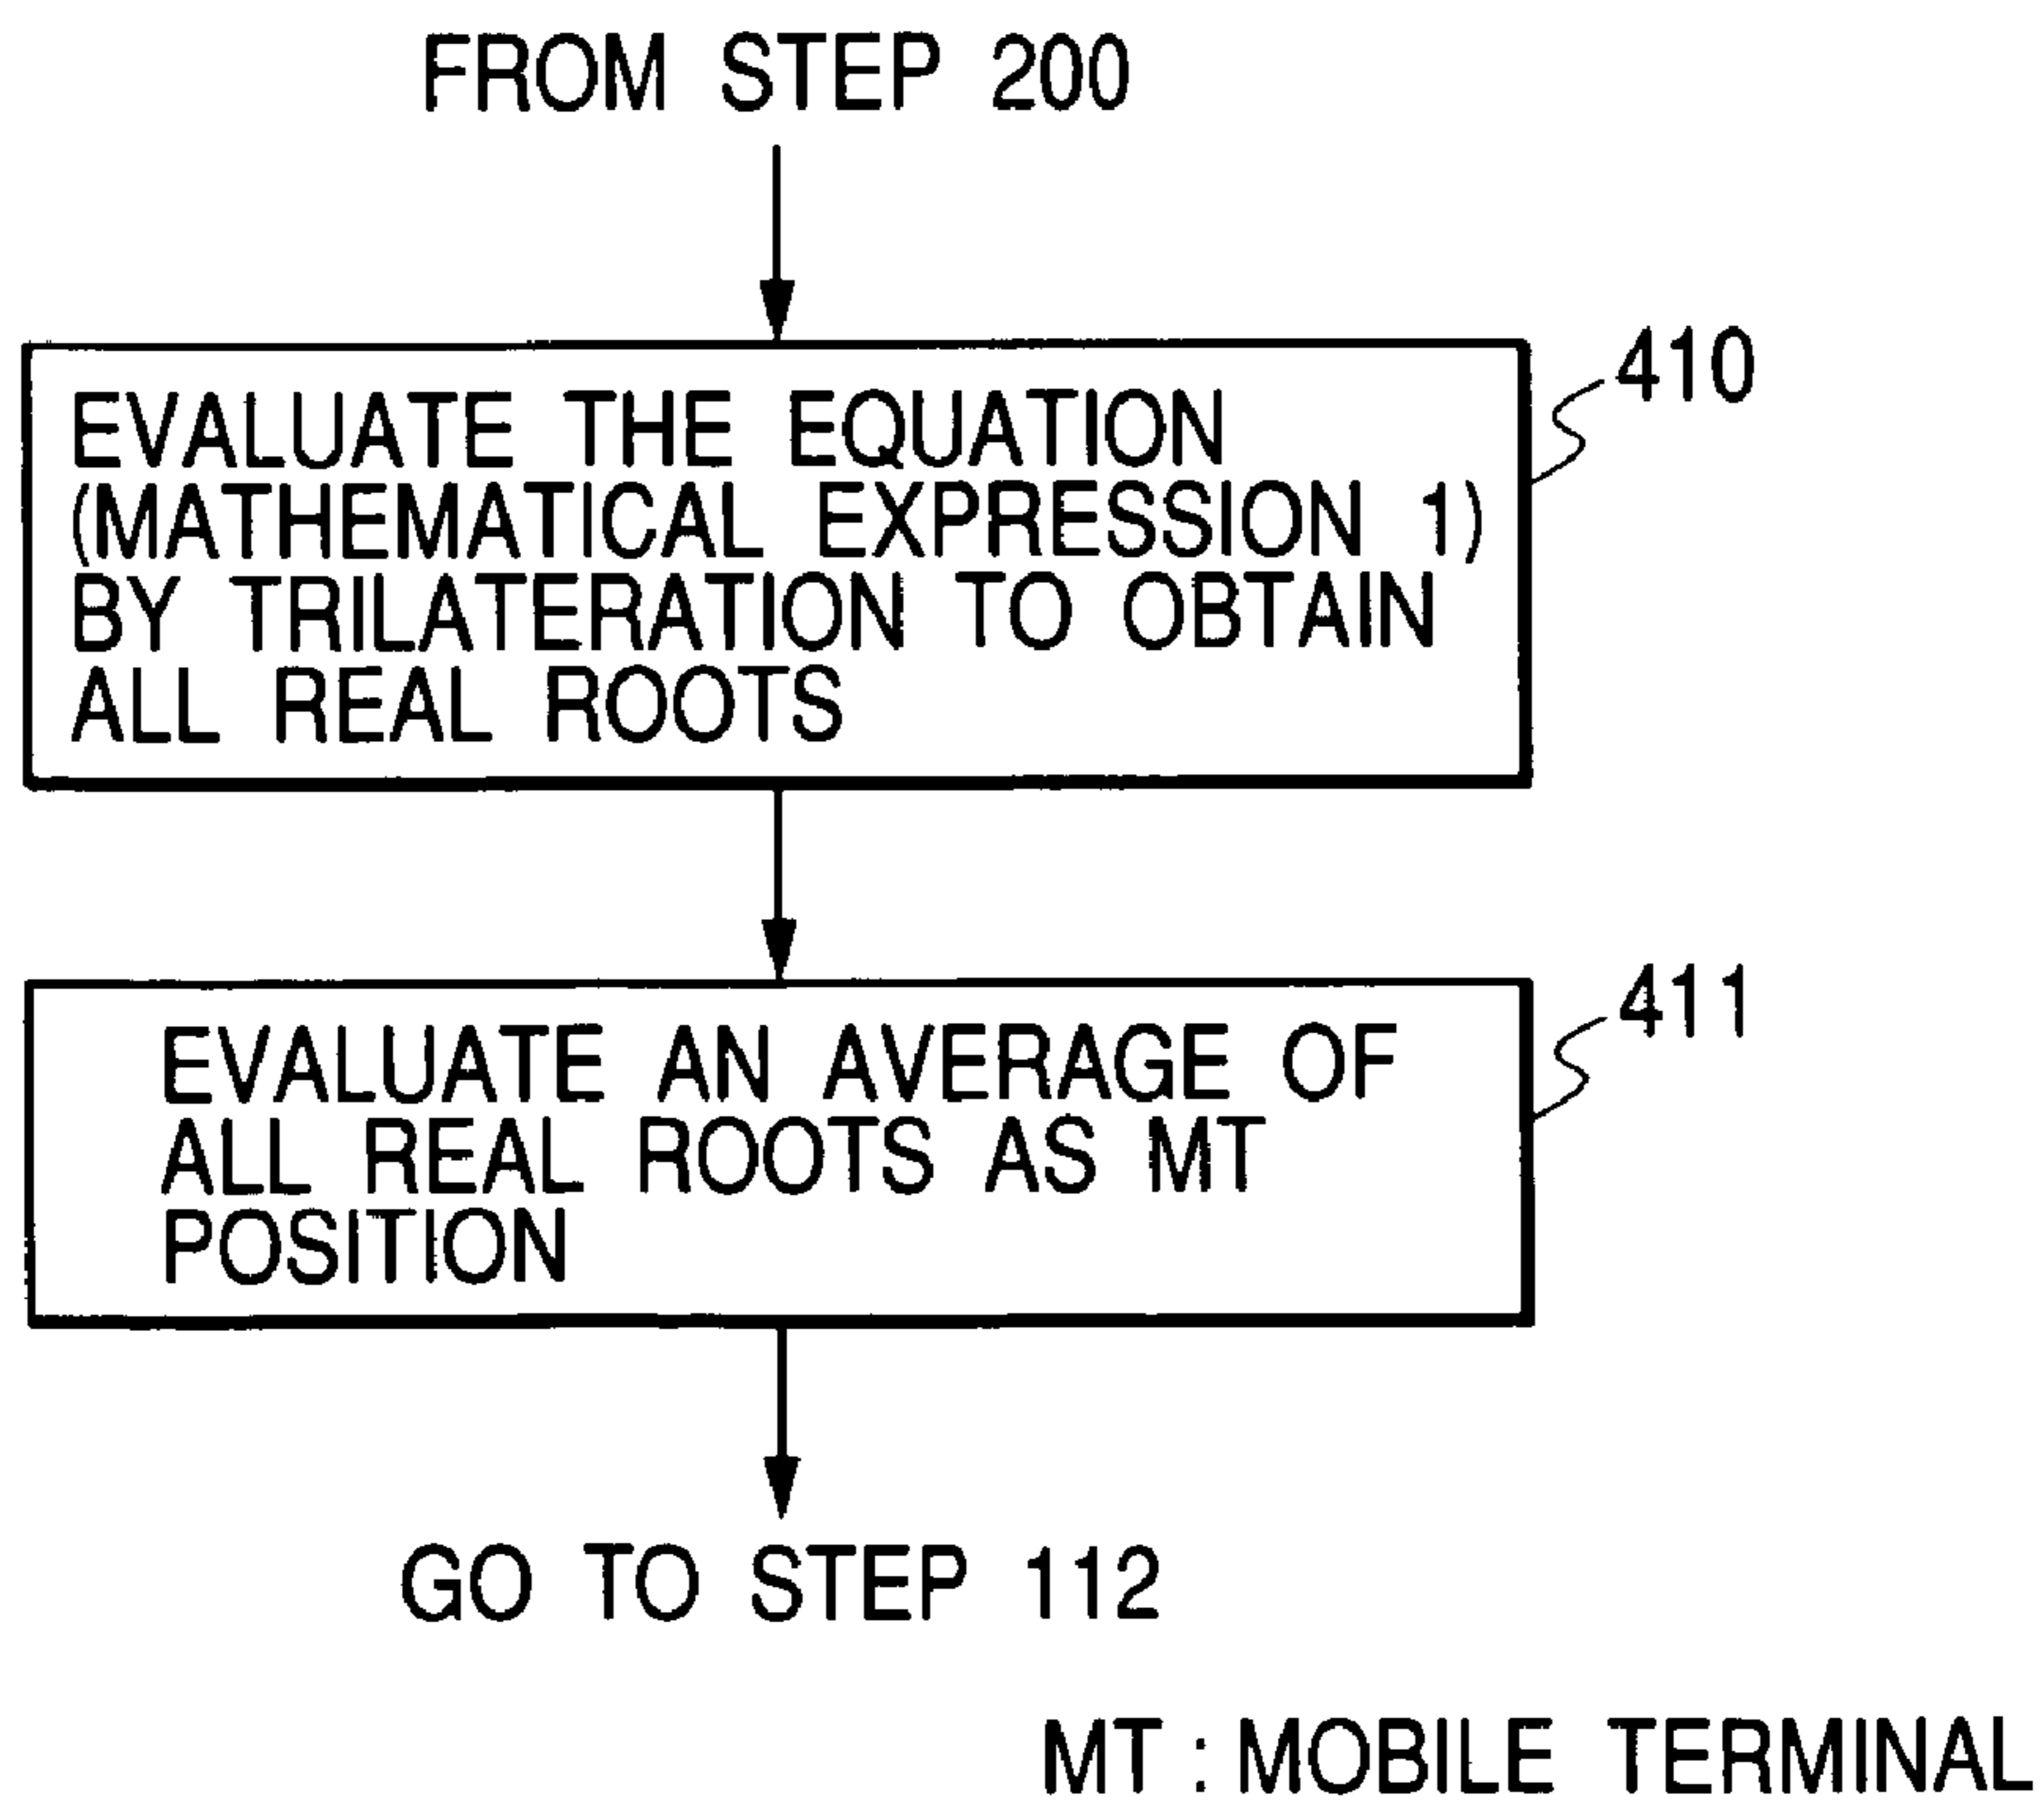 FROM STEP 200
410
EVALUATE THE EQUATION
(MATHEMATICAL EXPRESSION 1)
BY TRILATERATION TO OBTAIN
ALL REAL ROOTS
411
EVALUATE AN AVERAGE OF
ALL REAL ROOTS AS MT
POSITION
GO TO STEP 112
MT : MOBILE TERMINAL